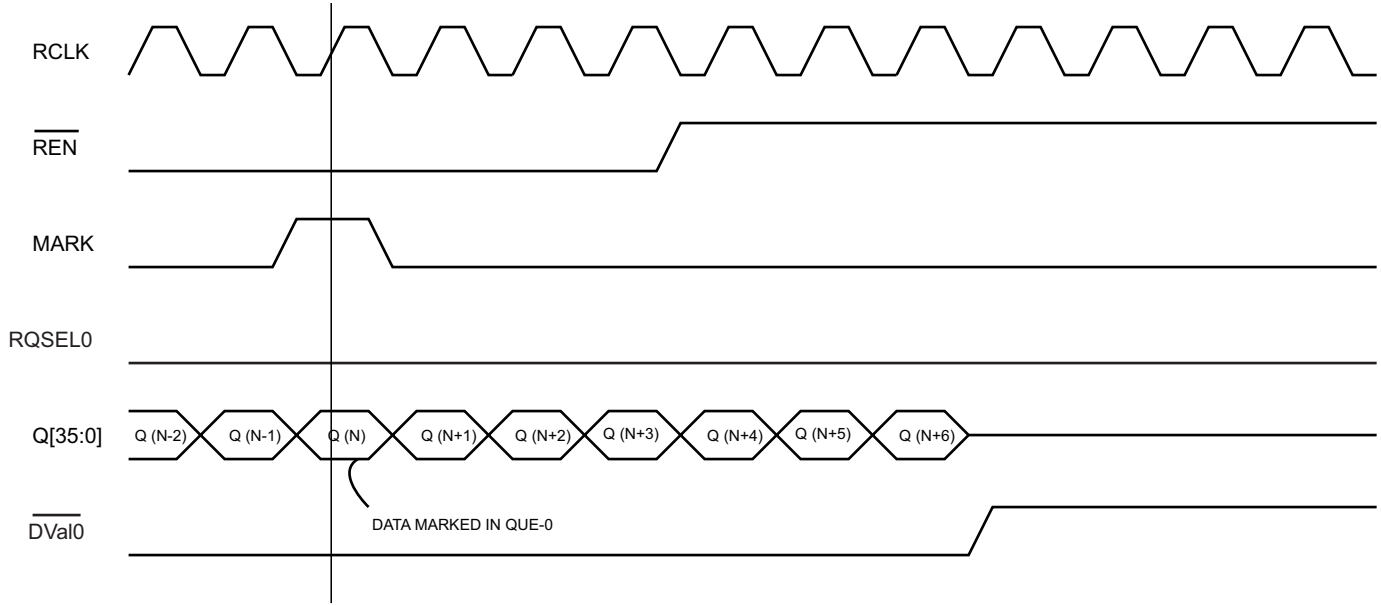 RCLK
REN
MARK
RQSEL0
Q[35:0] Q (N-2) Q (N-1) Q (N) Q (N+1) Q (N+2) Q (N+3) Q (N+4) Q (N+5) Q (N+6)
DATA MARKED IN QUE-0
DVal0